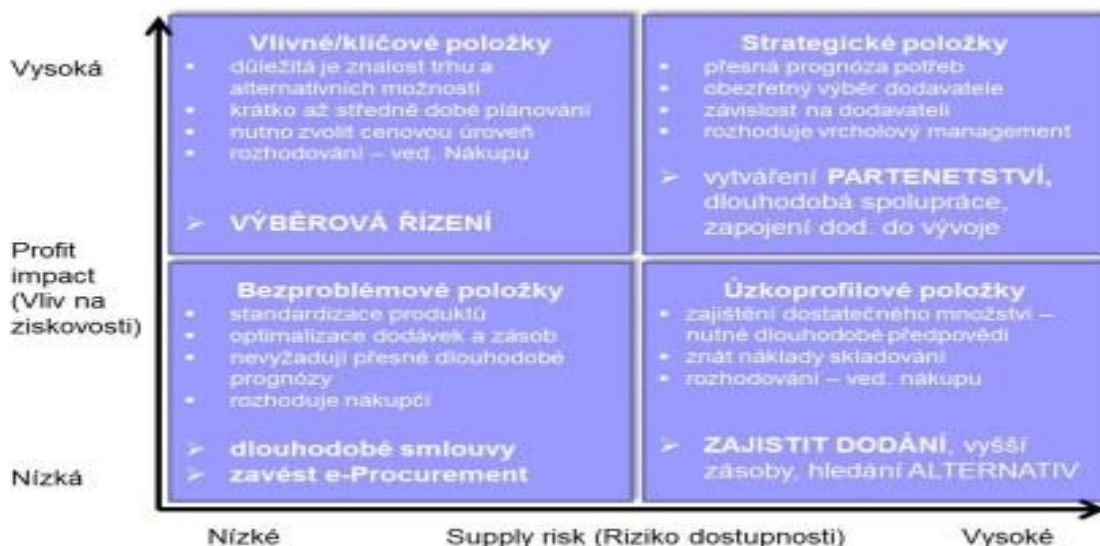 Vysoká
Vlivné/klíčové položky
důležitá je znalost trhu a
alternativních možností
krátko až středně dobé plánování
nutno zvolit cenovou úroveň
rozhodování – ved. Nákupu
VÝBĚROVÁ ŘÍZENÍ
Strategické položky
přesná prognóza potřeb
obezřetný výběr dodavatele
závislost na dodavateli
rozhoduje vrcholový management
vytváření PARTENETSTVÍ,
dlouhodobá spolupráce,
zapojení dod. do vývoje
Profit
impact
(Vliv na
ziskovosti)
Bezproblémové položky
standardizace produktů
optimalizace dodávek a zásob
nevyžadují přesné dlouhodobé
prognózy
rozhoduje nakupčí
dlouhodobé smlouvy
zavést e-Procurement
Úzkoprofilové položky
zajištění dostatečného množství –
nutné dlouhodobé předpovědi
znát náklady skladování
rozhodování – ved. nákupu
ZAJISTIT DODÁNÍ, vyšší
zásoby, hledání ALTERNATIV
Nízká
Nízké
Supply risk (Riziko dostupnosti)
Vysoké